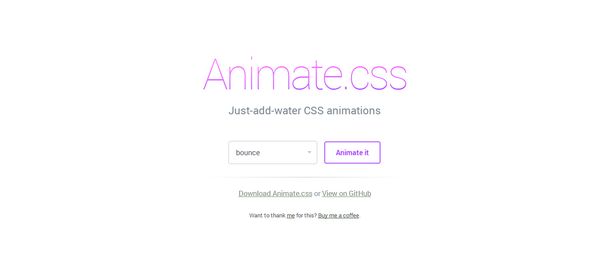 Animate.css
Just-add-water CSS animations
bounce
Animate it
Download Animate.css or View on GitHub
Want to thank me for this? Buy me a coffee.